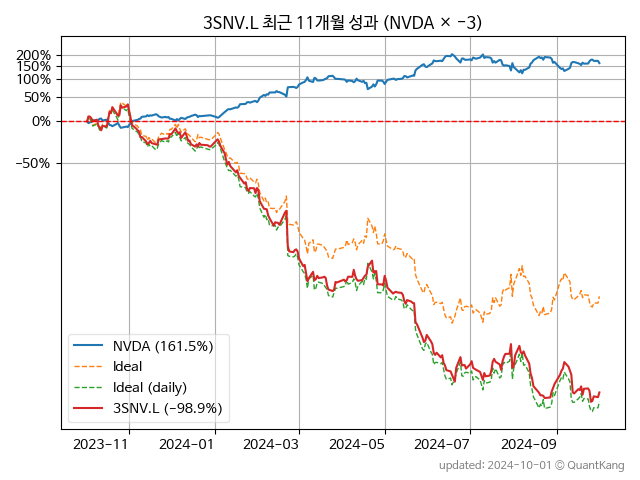 3SNV.L 최근 11개월 성과 (NVDA × −3)
200%
150%
100%
50%
0%
−50%
NVDA (161.5%)
Ideal
Ideal (daily)
3SNV.L (−98.9%)
2023-11
2024-01
2024-03
2024-05
2024-07
2024-09
updated: 2024-10-01 © QuantKang